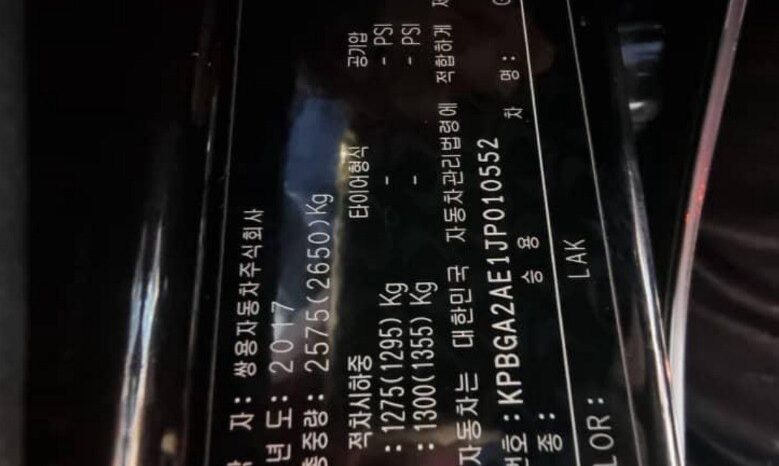 자: 쌍용자동차주식회사
년 도: 2017
총중량: 2575(2650)Kg
적차시하중 타이어형식 공기압
: 1275(1295) Kg - - PSI
: 1300(1355) Kg - - PSI
자동차는 대한민국 자동차관리법령에 적합하게
번호: KPBGA2AE1JP010552
종: 승용 차 명: G
LOR: LAK